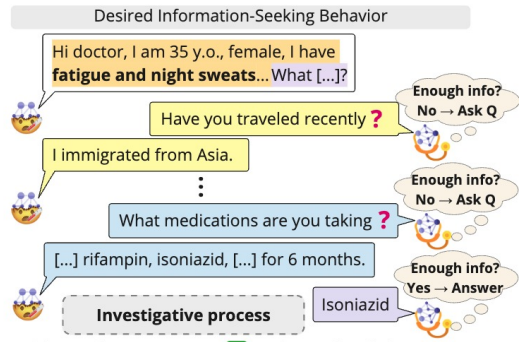 Desired Information-Seeking Behavior
Hi doctor, I am 35 y.o., female, I have
fatigue and night sweats... What [...]?
Enough info?
No → Ask Q
Have you traveled recently ?
I immigrated from Asia.
Enough info?
No → Ask Q
What medications are you taking ?
[...] rifampin, isoniazid, [...] for 6 months.
Enough info?
Yes → Answer
Isoniazid
Investigative process